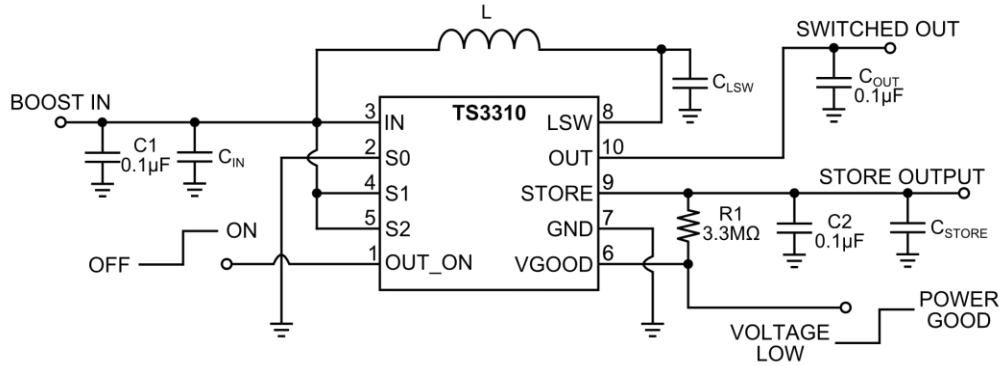 L
SWITCHED OUT
C_LSW
C_OUT
0.1µF
BOOST IN
TS3310
3 IN
LSW 8
C1
0.1µF
C_IN
2 S0
OUT 10
4 S1
STORE 9
STORE OUTPUT
5 S2
GND 7
R1
3.3MΩ
C2
0.1µF
C_STORE
ON
OFF
1 OUT_ON
VGOOD 6
POWER
GOOD
VOLTAGE
LOW